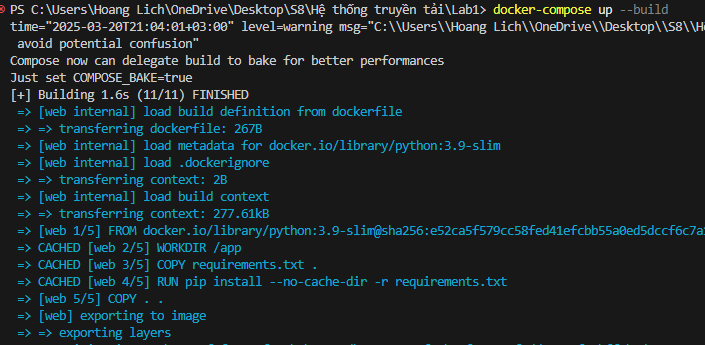 PS C:\Users\Hoang Lich\OneDrive\Desktop\S8\Hệ thống truyền tải\Lab1> docker-compose up --build
time="2025-03-20T21:04:01+03:00" level=warning msg="C:\\Users\\Hoang Lich\\OneDrive\\Desktop\\S8\\H
avoid potential confusion"
Compose now can delegate build to bake for better performances
Just set COMPOSE_BAKE=true
[+] Building 1.6s (11/11) FINISHED
=> [web internal] load build definition from dockerfile
=> => transferring dockerfile: 267B
=> [web internal] load metadata for docker.io/library/python:3.9-slim
=> [web internal] load .dockerignore
=> => transferring context: 2B
=> [web internal] load build context
=> => transferring context: 277.61kB
=> [web 1/5] FROM docker.io/library/python:3.9-slim@sha256:e52ca5f579cc58fed41efcbb55a0ed5dccf6c7a
=> CACHED [web 2/5] WORKDIR /app
=> CACHED [web 3/5] COPY requirements.txt .
=> CACHED [web 4/5] RUN pip install --no-cache-dir -r requirements.txt
=> [web 5/5] COPY . .
=> [web] exporting to image
=> => exporting layers